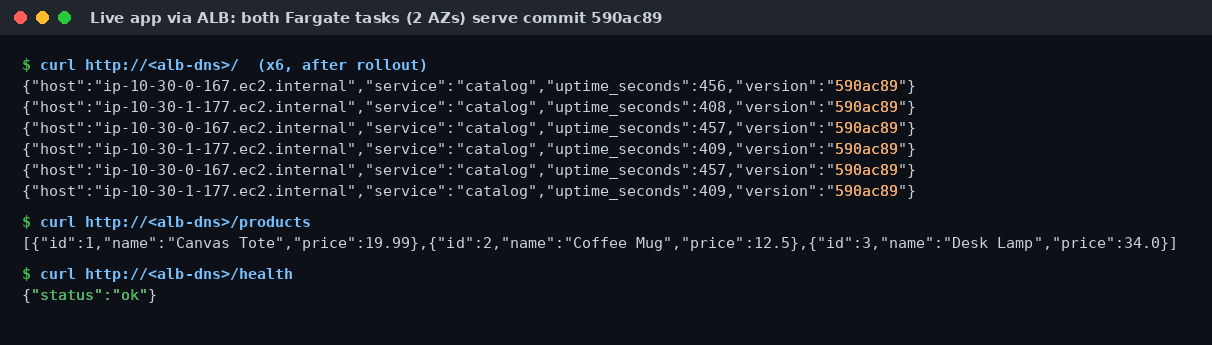 Live app via ALB: both Fargate tasks (2 AZs) serve commit 590ac89
$ curl http://<alb-dns>/  (x6, after rollout)
{"host":"ip-10-30-0-167.ec2.internal","service":"catalog","uptime_seconds":456,"version":"590ac89"}
{"host":"ip-10-30-1-177.ec2.internal","service":"catalog","uptime_seconds":408,"version":"590ac89"}
{"host":"ip-10-30-0-167.ec2.internal","service":"catalog","uptime_seconds":457,"version":"590ac89"}
{"host":"ip-10-30-1-177.ec2.internal","service":"catalog","uptime_seconds":409,"version":"590ac89"}
{"host":"ip-10-30-0-167.ec2.internal","service":"catalog","uptime_seconds":457,"version":"590ac89"}
{"host":"ip-10-30-1-177.ec2.internal","service":"catalog","uptime_seconds":409,"version":"590ac89"}
$ curl http://<alb-dns>/products
[{"id":1,"name":"Canvas Tote","price":19.99},{"id":2,"name":"Coffee Mug","price":12.5},{"id":3,"name":"Desk Lamp","price":34.0}]
$ curl http://<alb-dns>/health
{"status":"ok"}